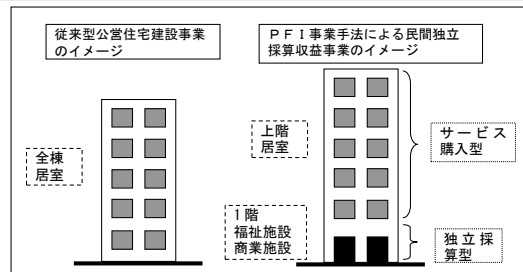 従来型公営住宅建設事業
のイメージ
ＰＦＩ事業手法による民間独立
採算収益事業のイメージ
全棟
居室
上階
居室
サービス
購入型
１階
福祉施設
商業施設
独立採
算型